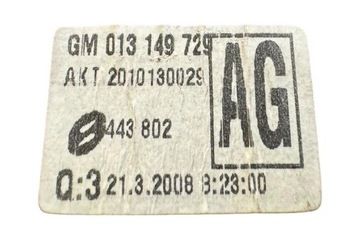 GM 013 149 729
AKT 2010130029
AG
443 802
Q:3 21.3.2008 8:23:00